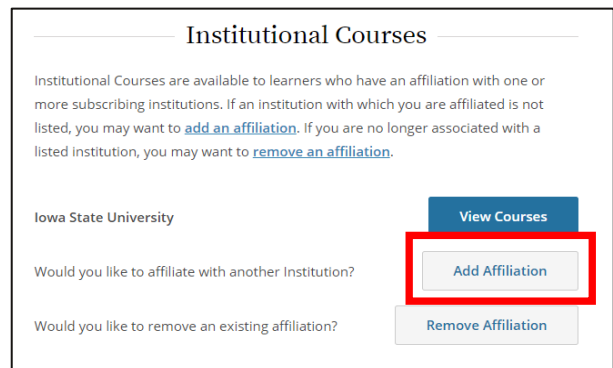 Institutional Courses
Institutional Courses are available to learners who have an affiliation with one or
more subscribing institutions. If an institution with which you are affiliated is not
listed, you may want to add an affiliation. If you are no longer associated with a
listed institution, you may want to remove an affiliation.
Iowa State University View Courses
Would you like to affiliate with another Institution? Add Affiliation
Would you like to remove an existing affiliation? Remove Affiliation